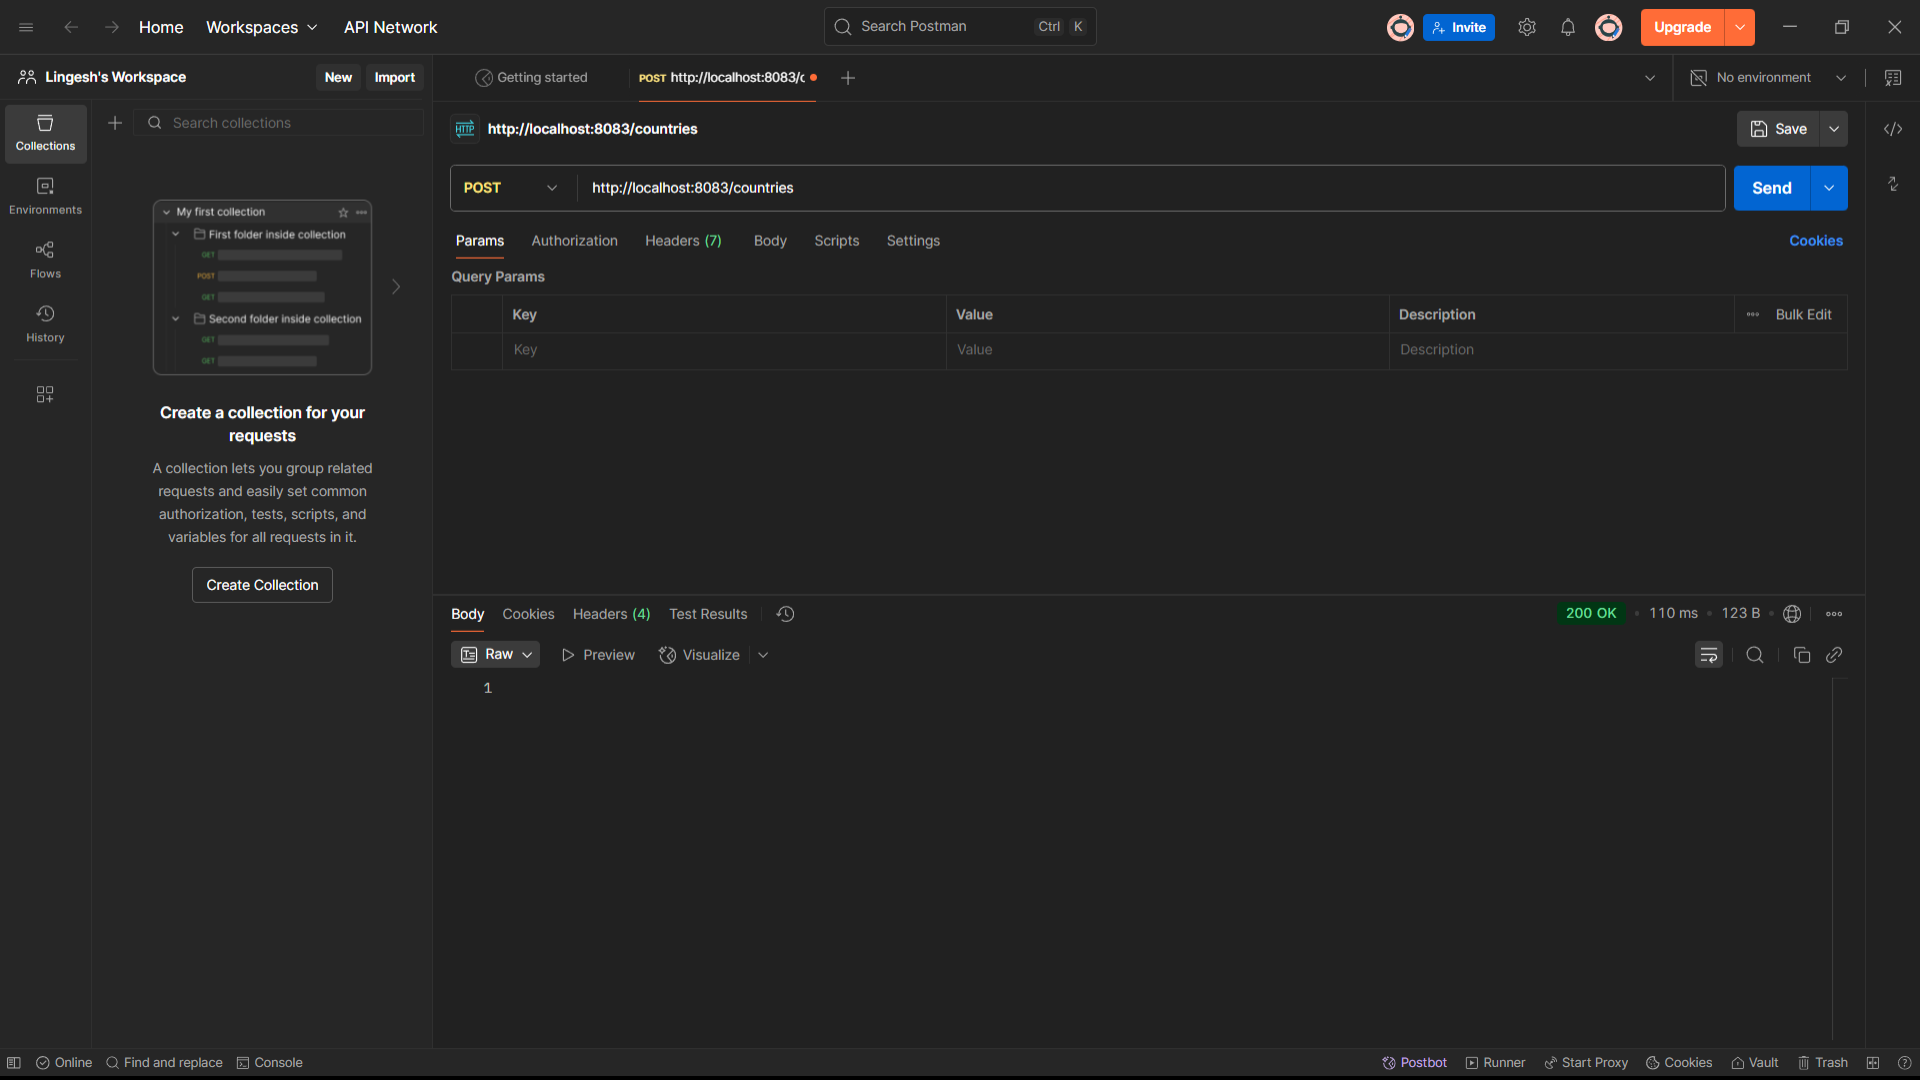 Home
Workspaces
API Network
Search Postman
Ctrl K
Invite
Upgrade
Lingesh's Workspace
New
Import
Getting started
POST http://localhost:8083/c
No environment
Collections
Environments
Flows
History
Search collections
My first collection
First folder inside collection
GET
POST
GET
Second folder inside collection
GET
GET
Create a collection for your
requests
A collection lets you group related
requests and easily set common
authorization, tests, scripts, and
variables for all requests in it.
Create Collection
HTTP http://localhost:8083/countries
Save
POST
http://localhost:8083/countries
Send
Params Authorization Headers (7) Body Scripts Settings
Cookies
Query Params
Key Value Description Bulk Edit
Key Value Description
Body Cookies Headers (4) Test Results
200 OK • 110 ms • 123 B •
Raw Preview Visualize
1
Online Find and replace Console
Postbot Runner Start Proxy Cookies Vault Trash